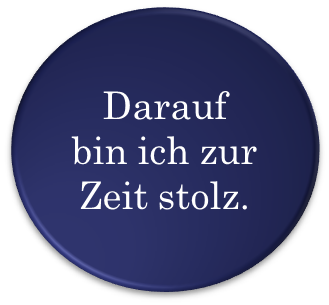 Darauf
bin ich zur
Zeit stolz.